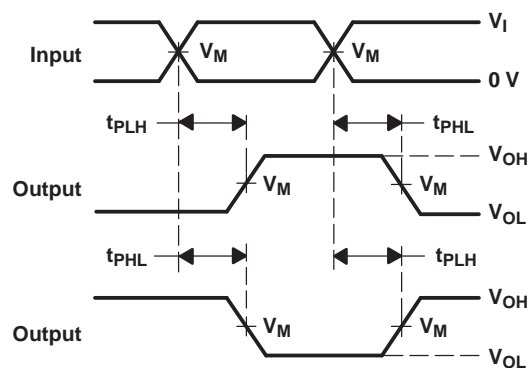 V_I
Input V_M V_M
0 V
t_PLH t_PHL
V_OH
Output V_M V_M
V_OL
t_PHL t_PLH
V_OH
Output V_M V_M
V_OL